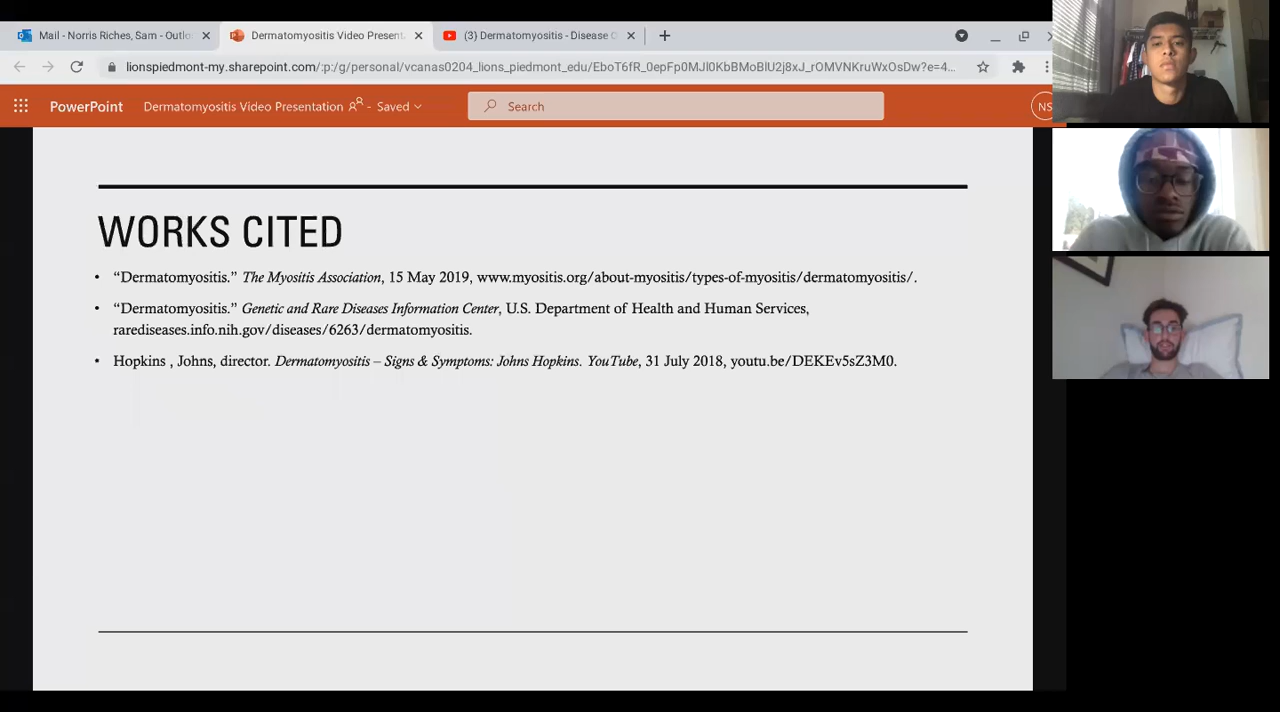 Mail - Norris Riches, Sam - Outlo
Dermatomyositis Video Present
(3) Dermatomyositis - Disease
lionspiedmont-my.sharepoint.com/:p:/g/personal/vcanas0204_lions_piedmont_edu/EboT6fR_0epFp0MJl0KbBMoBlU2j8xJ_rOMVNKruWxOsDw?e=4...
PowerPoint
Dermatomyositis Video Presentation - Saved
Search
NS
WORKS CITED
• “Dermatomyositis.” The Myositis Association, 15 May 2019, www.myositis.org/about-myositis/types-of-myositis/dermatomyositis/.
• “Dermatomyositis.” Genetic and Rare Diseases Information Center, U.S. Department of Health and Human Services,
rarediseases.info.nih.gov/diseases/6263/dermatomyositis.
• Hopkins , Johns, director. Dermatomyositis – Signs & Symptoms: Johns Hopkins. YouTube, 31 July 2018, youtu.be/DEKEv5sZ3M0.